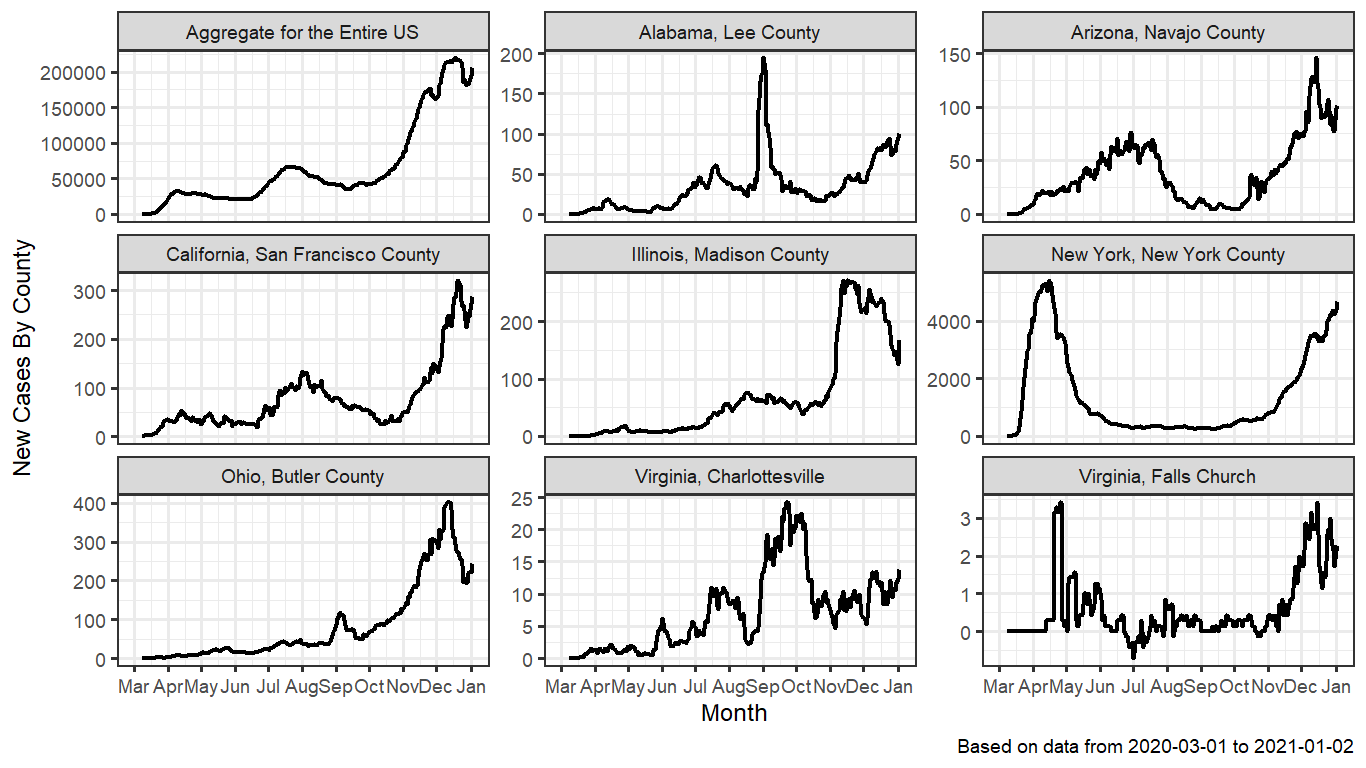 Aggregate for the Entire US
Alabama, Lee County
Arizona, Navajo County
200000
150000
100000
50000
0
200
150
100
50
0
150
100
50
0
New Cases By County
California, San Francisco County
Illinois, Madison County
New York, New York County
300
200
100
0
200
100
0
4000
2000
0
Ohio, Butler County
Virginia, Charlottesville
Virginia, Falls Church
400
300
200
100
0
25
20
15
10
5
0
3
2
1
0
Mar Apr May Jun Jul Aug Sep Oct Nov Dec Jan
Mar Apr May Jun Jul Aug Sep Oct Nov Dec Jan
Mar Apr May Jun Jul Aug Sep Oct Nov Dec Jan
Month
Based on data from 2020-03-01 to 2021-01-02